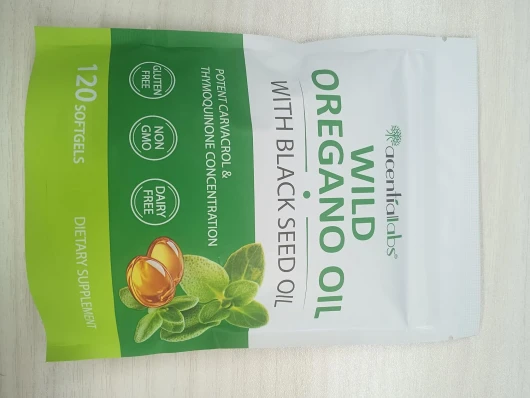 acentiallabs®
WILD
OREGANO OIL
WITH BLACK SEED OIL
POTENT CARVACROL &
THYMOQUINONE CONCENTRATION
GLUTEN
FREE
NON
GMO
DAIRY
FREE
120 SOFTGELS
DIETARY SUPPLEMENT